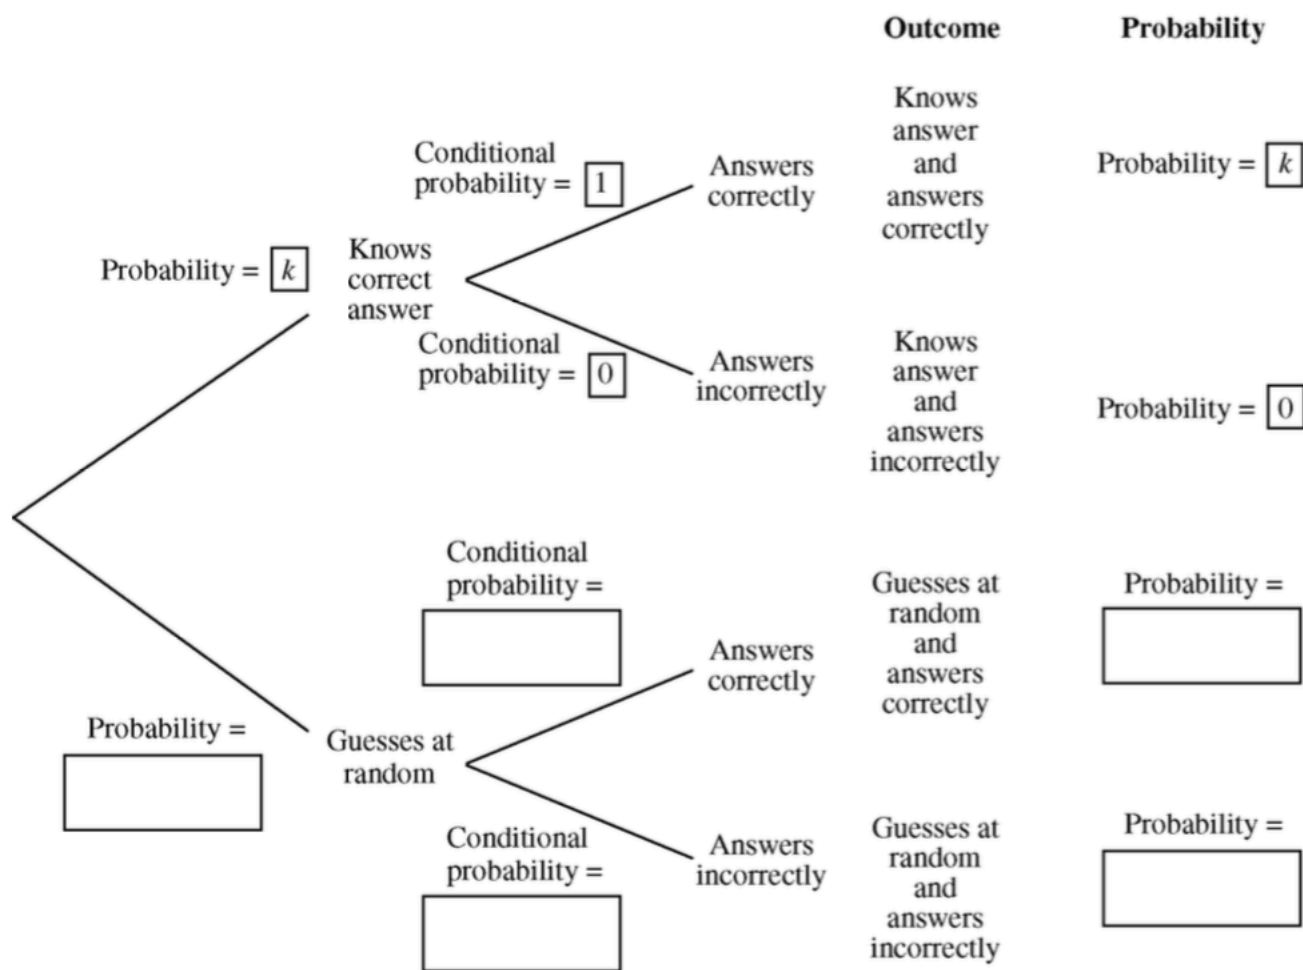 Outcome Probability
Knows
answer
and
answers
correctly
Conditional
probability = 1
Answers
correctly
Probability = k
Probability = k
Knows
correct
answer
Conditional
probability = 0
Answers
incorrectly
Knows
answer
and
answers
incorrectly
Probability = 0
Conditional
probability =
Answers
correctly
Guesses at
random
and
answers
correctly
Probability =
Probability =
Guesses at
random
Conditional
probability =
Answers
incorrectly
Guesses at
random
and
answers
incorrectly
Probability =